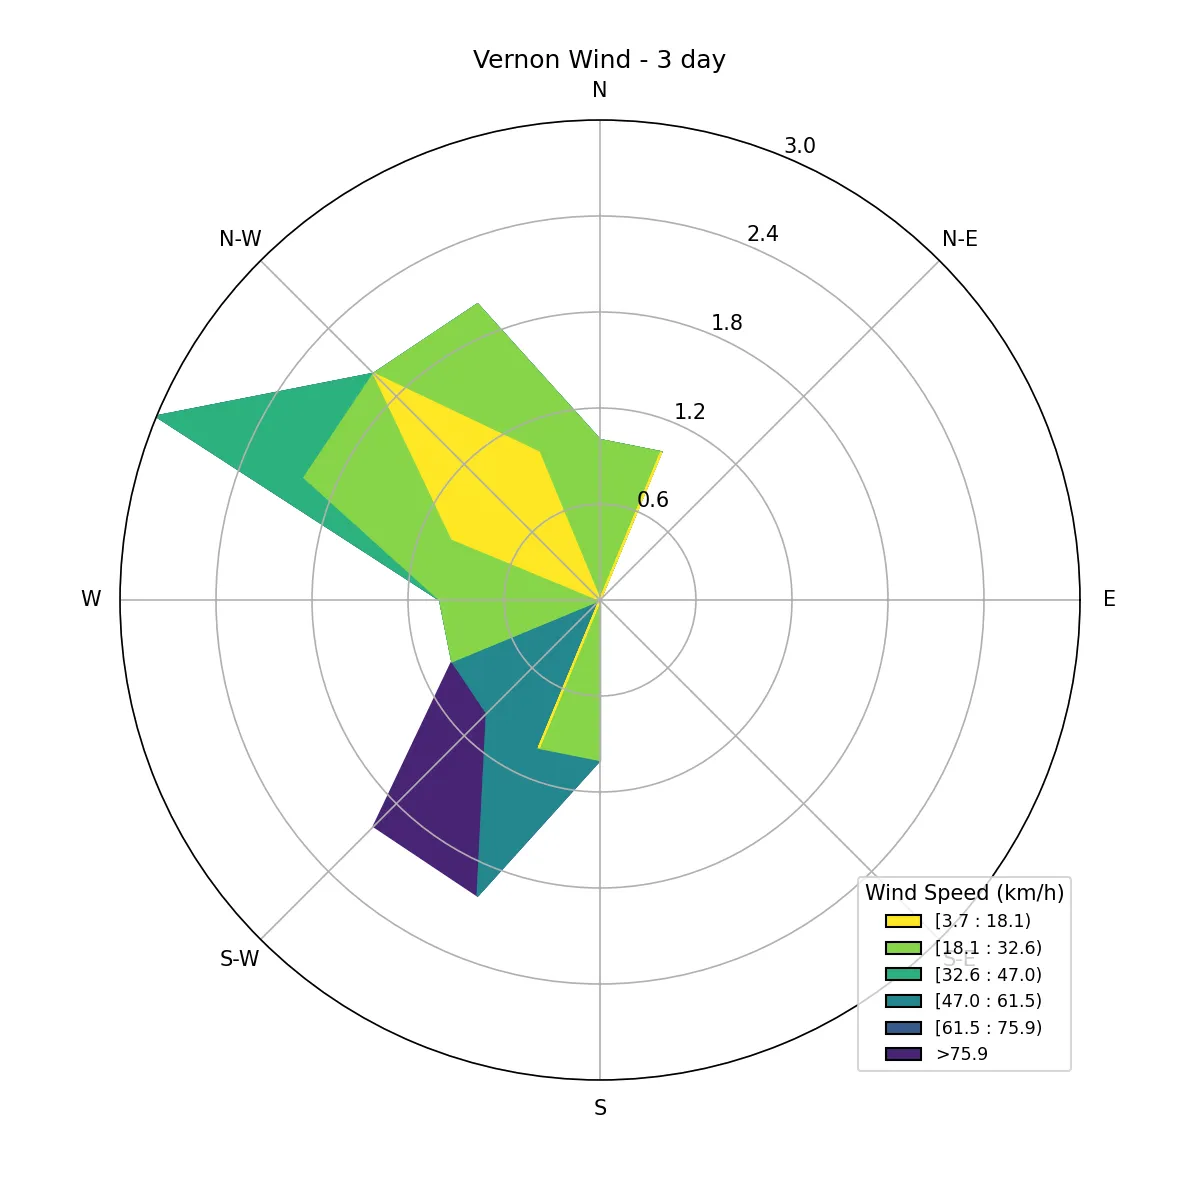 Vernon Wind - 3 day
N
3.0
N-W
2.4
N-E
1.8
1.2
0.6
W
E
Wind Speed (km/h)
[3.7 : 18.1)
[18.1 : 32.6)
S-W
S-E
[32.6 : 47.0)
[47.0 : 61.5)
[61.5 : 75.9)
>75.9
S